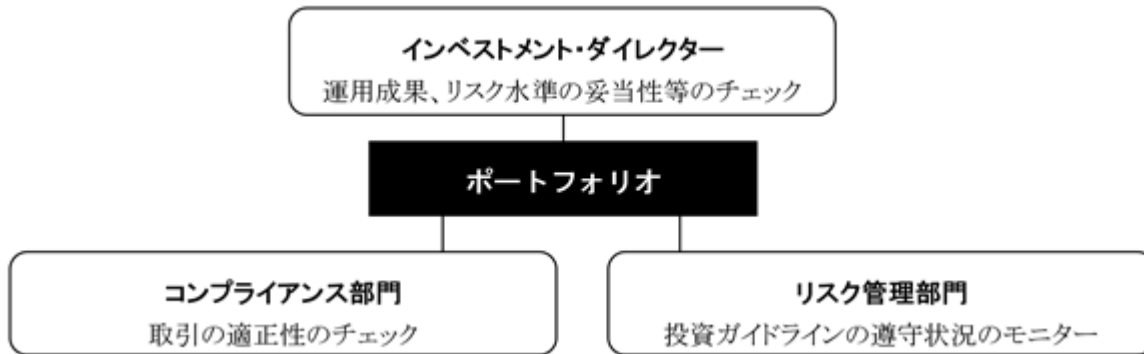 インベストメント・ダイレクター
運用成果、リスク水準の妥当性等のチェック
ポートフォリオ
コンプライアンス部門
取引の適正性のチェック
リスク管理部門
投資ガイドラインの遵守状況のモニター